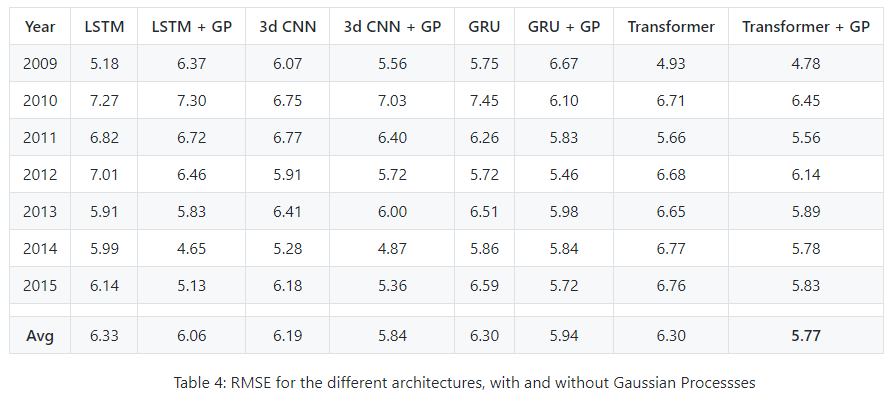 Year LSTM LSTM + GP 3d CNN 3d CNN + GP GRU GRU + GP Transformer Transformer + GP
2009 5.18 6.37 6.07 5.56 5.75 6.67 4.93 4.78
2010 7.27 7.30 6.75 7.03 7.45 6.10 6.71 6.45
2011 6.82 6.72 6.77 6.40 6.26 5.83 5.66 5.56
2012 7.01 6.46 5.91 5.72 5.72 5.46 6.68 6.14
2013 5.91 5.83 6.41 6.00 6.51 5.98 6.65 5.89
2014 5.99 4.65 5.28 4.87 5.86 5.84 6.77 5.78
2015 6.14 5.13 6.18 5.36 6.59 5.72 6.76 5.83
Avg 6.33 6.06 6.19 5.84 6.30 5.94 6.30 5.77
Table 4: RMSE for the different architectures, with and without Gaussian Processses